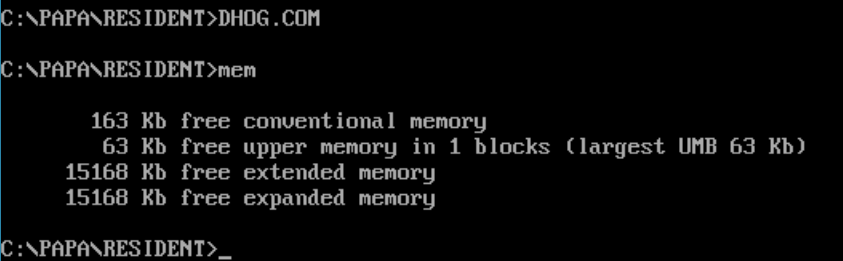 C:\PAPA\RESIDENT>DHOG.COM
C:\PAPA\RESIDENT>mem
163 Kb free conventional memory
63 Kb free upper memory in 1 blocks (largest UMB 63 Kb)
15168 Kb free extended memory
15168 Kb free expanded memory
C:\PAPA\RESIDENT>_